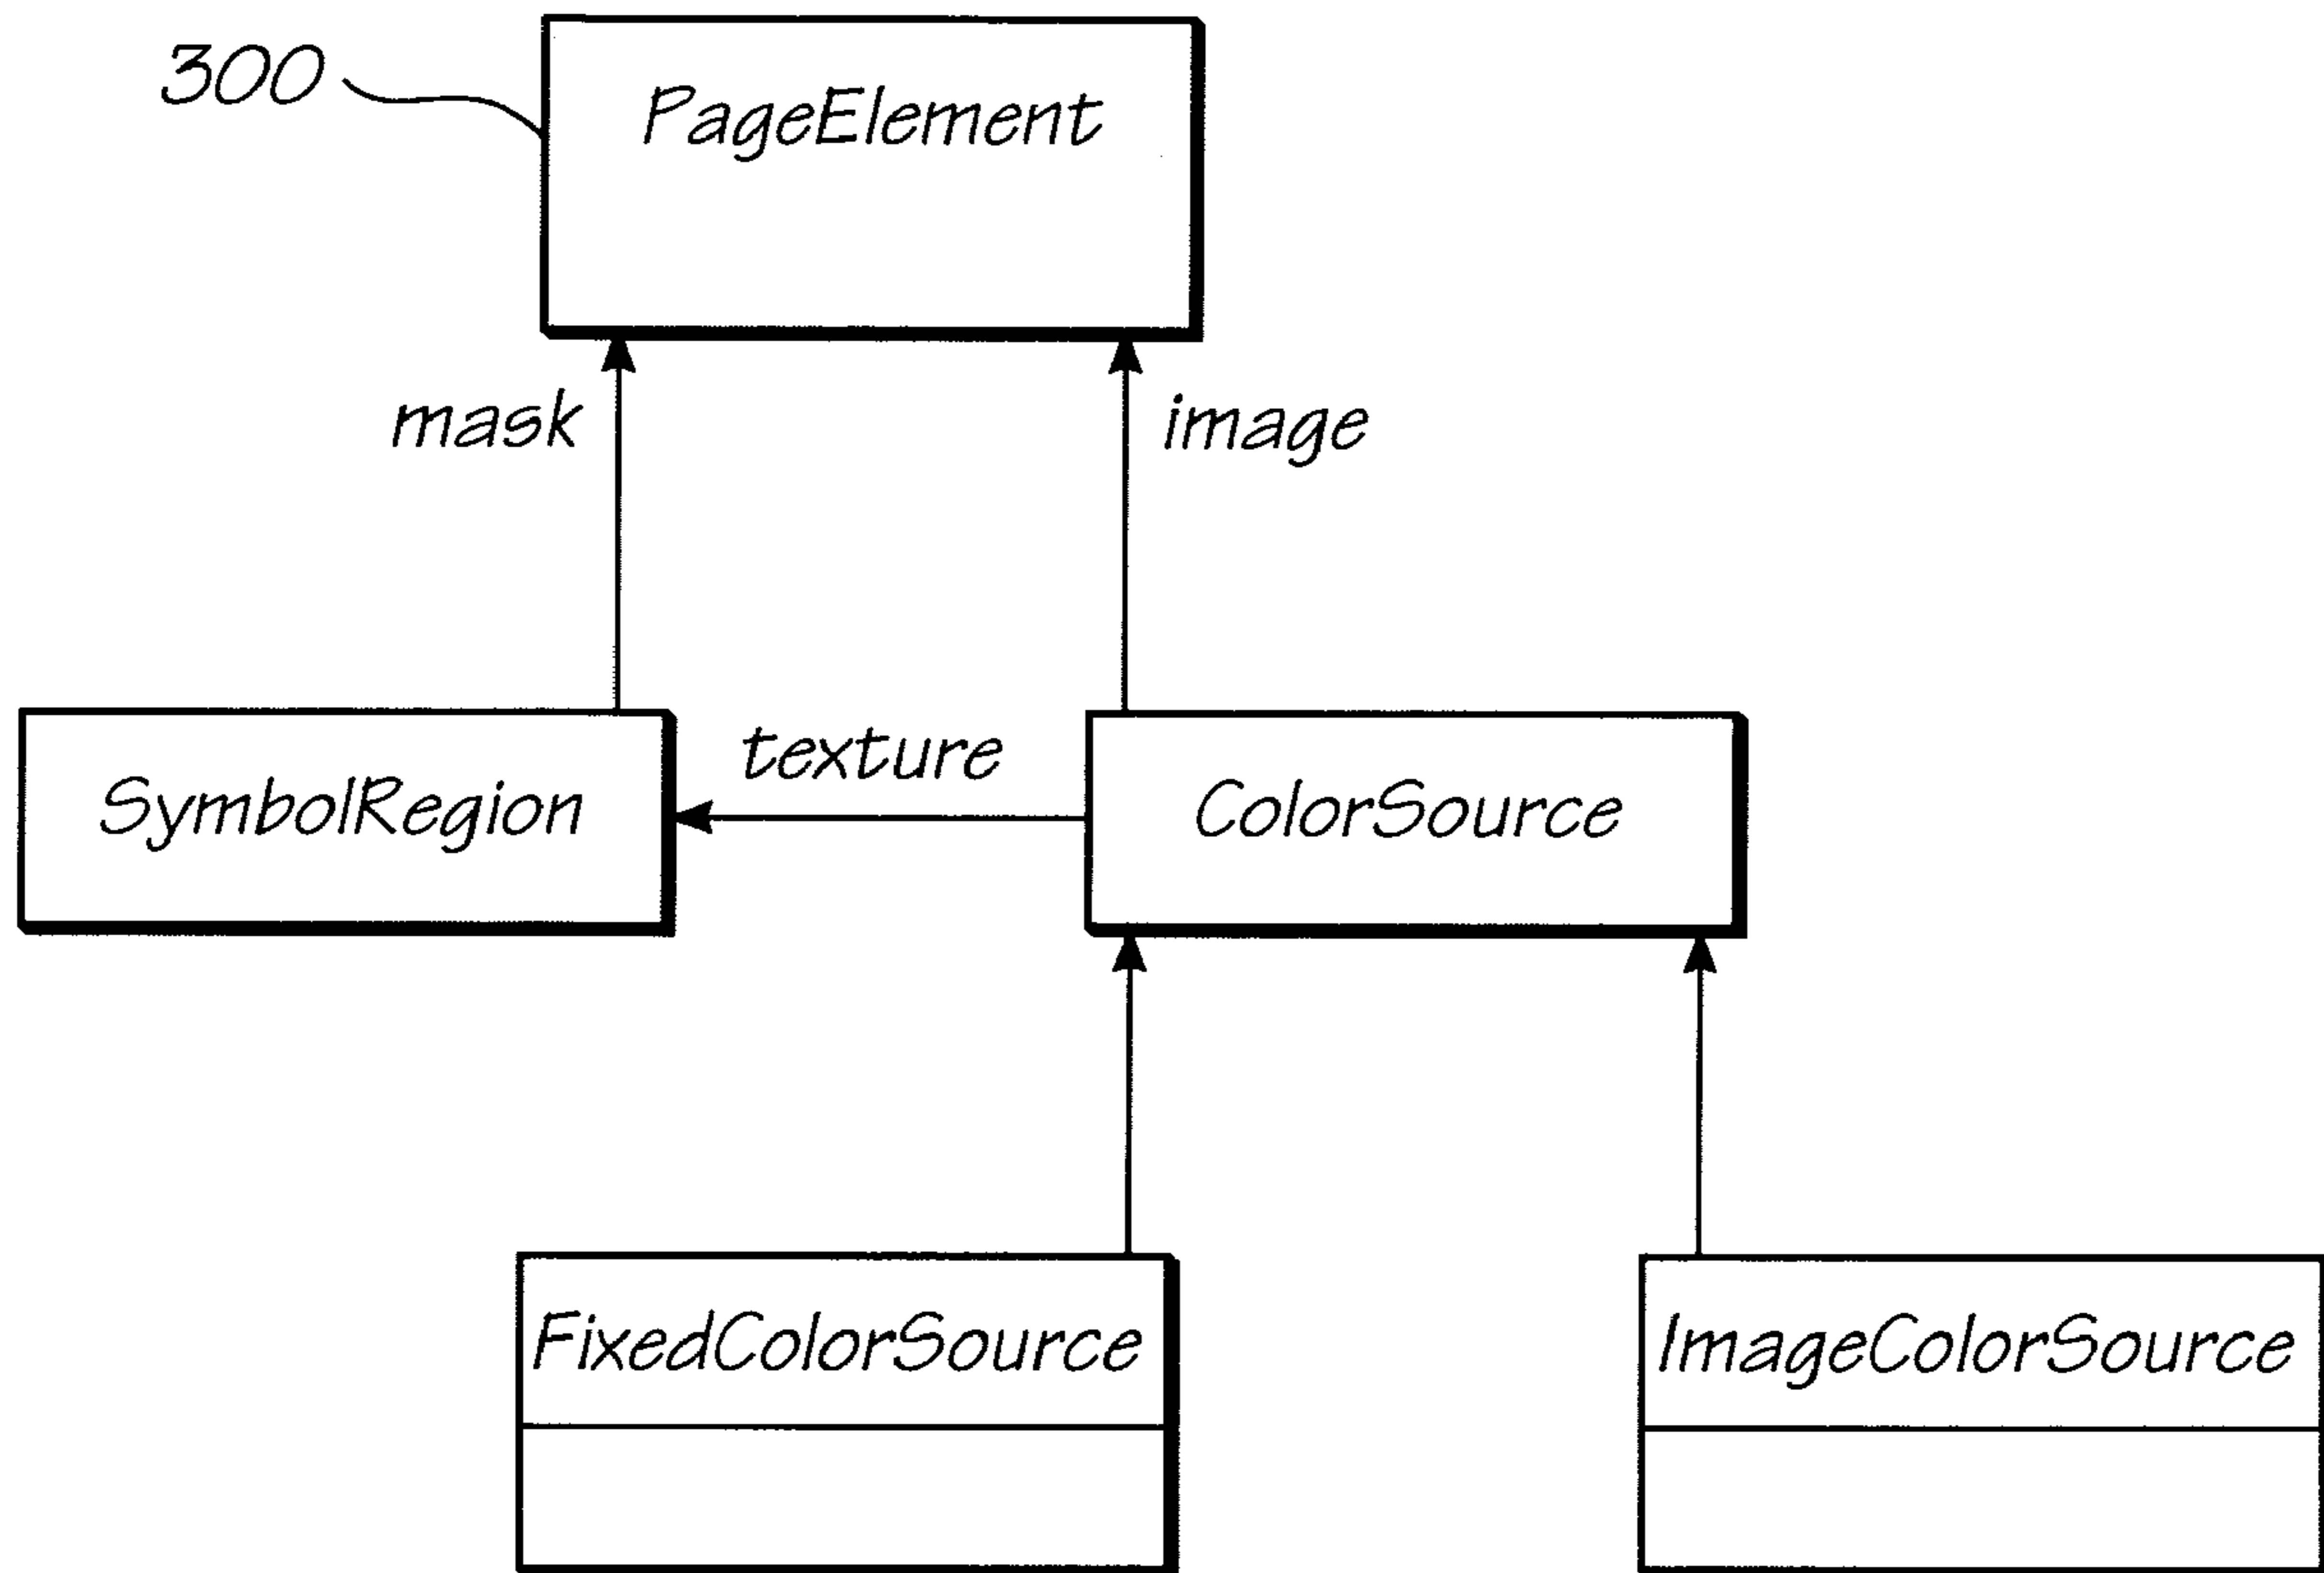 300
PageElement
mask
image
texture
SymbolRegion
ColorSource
FixedColorSource
ImageColorSource